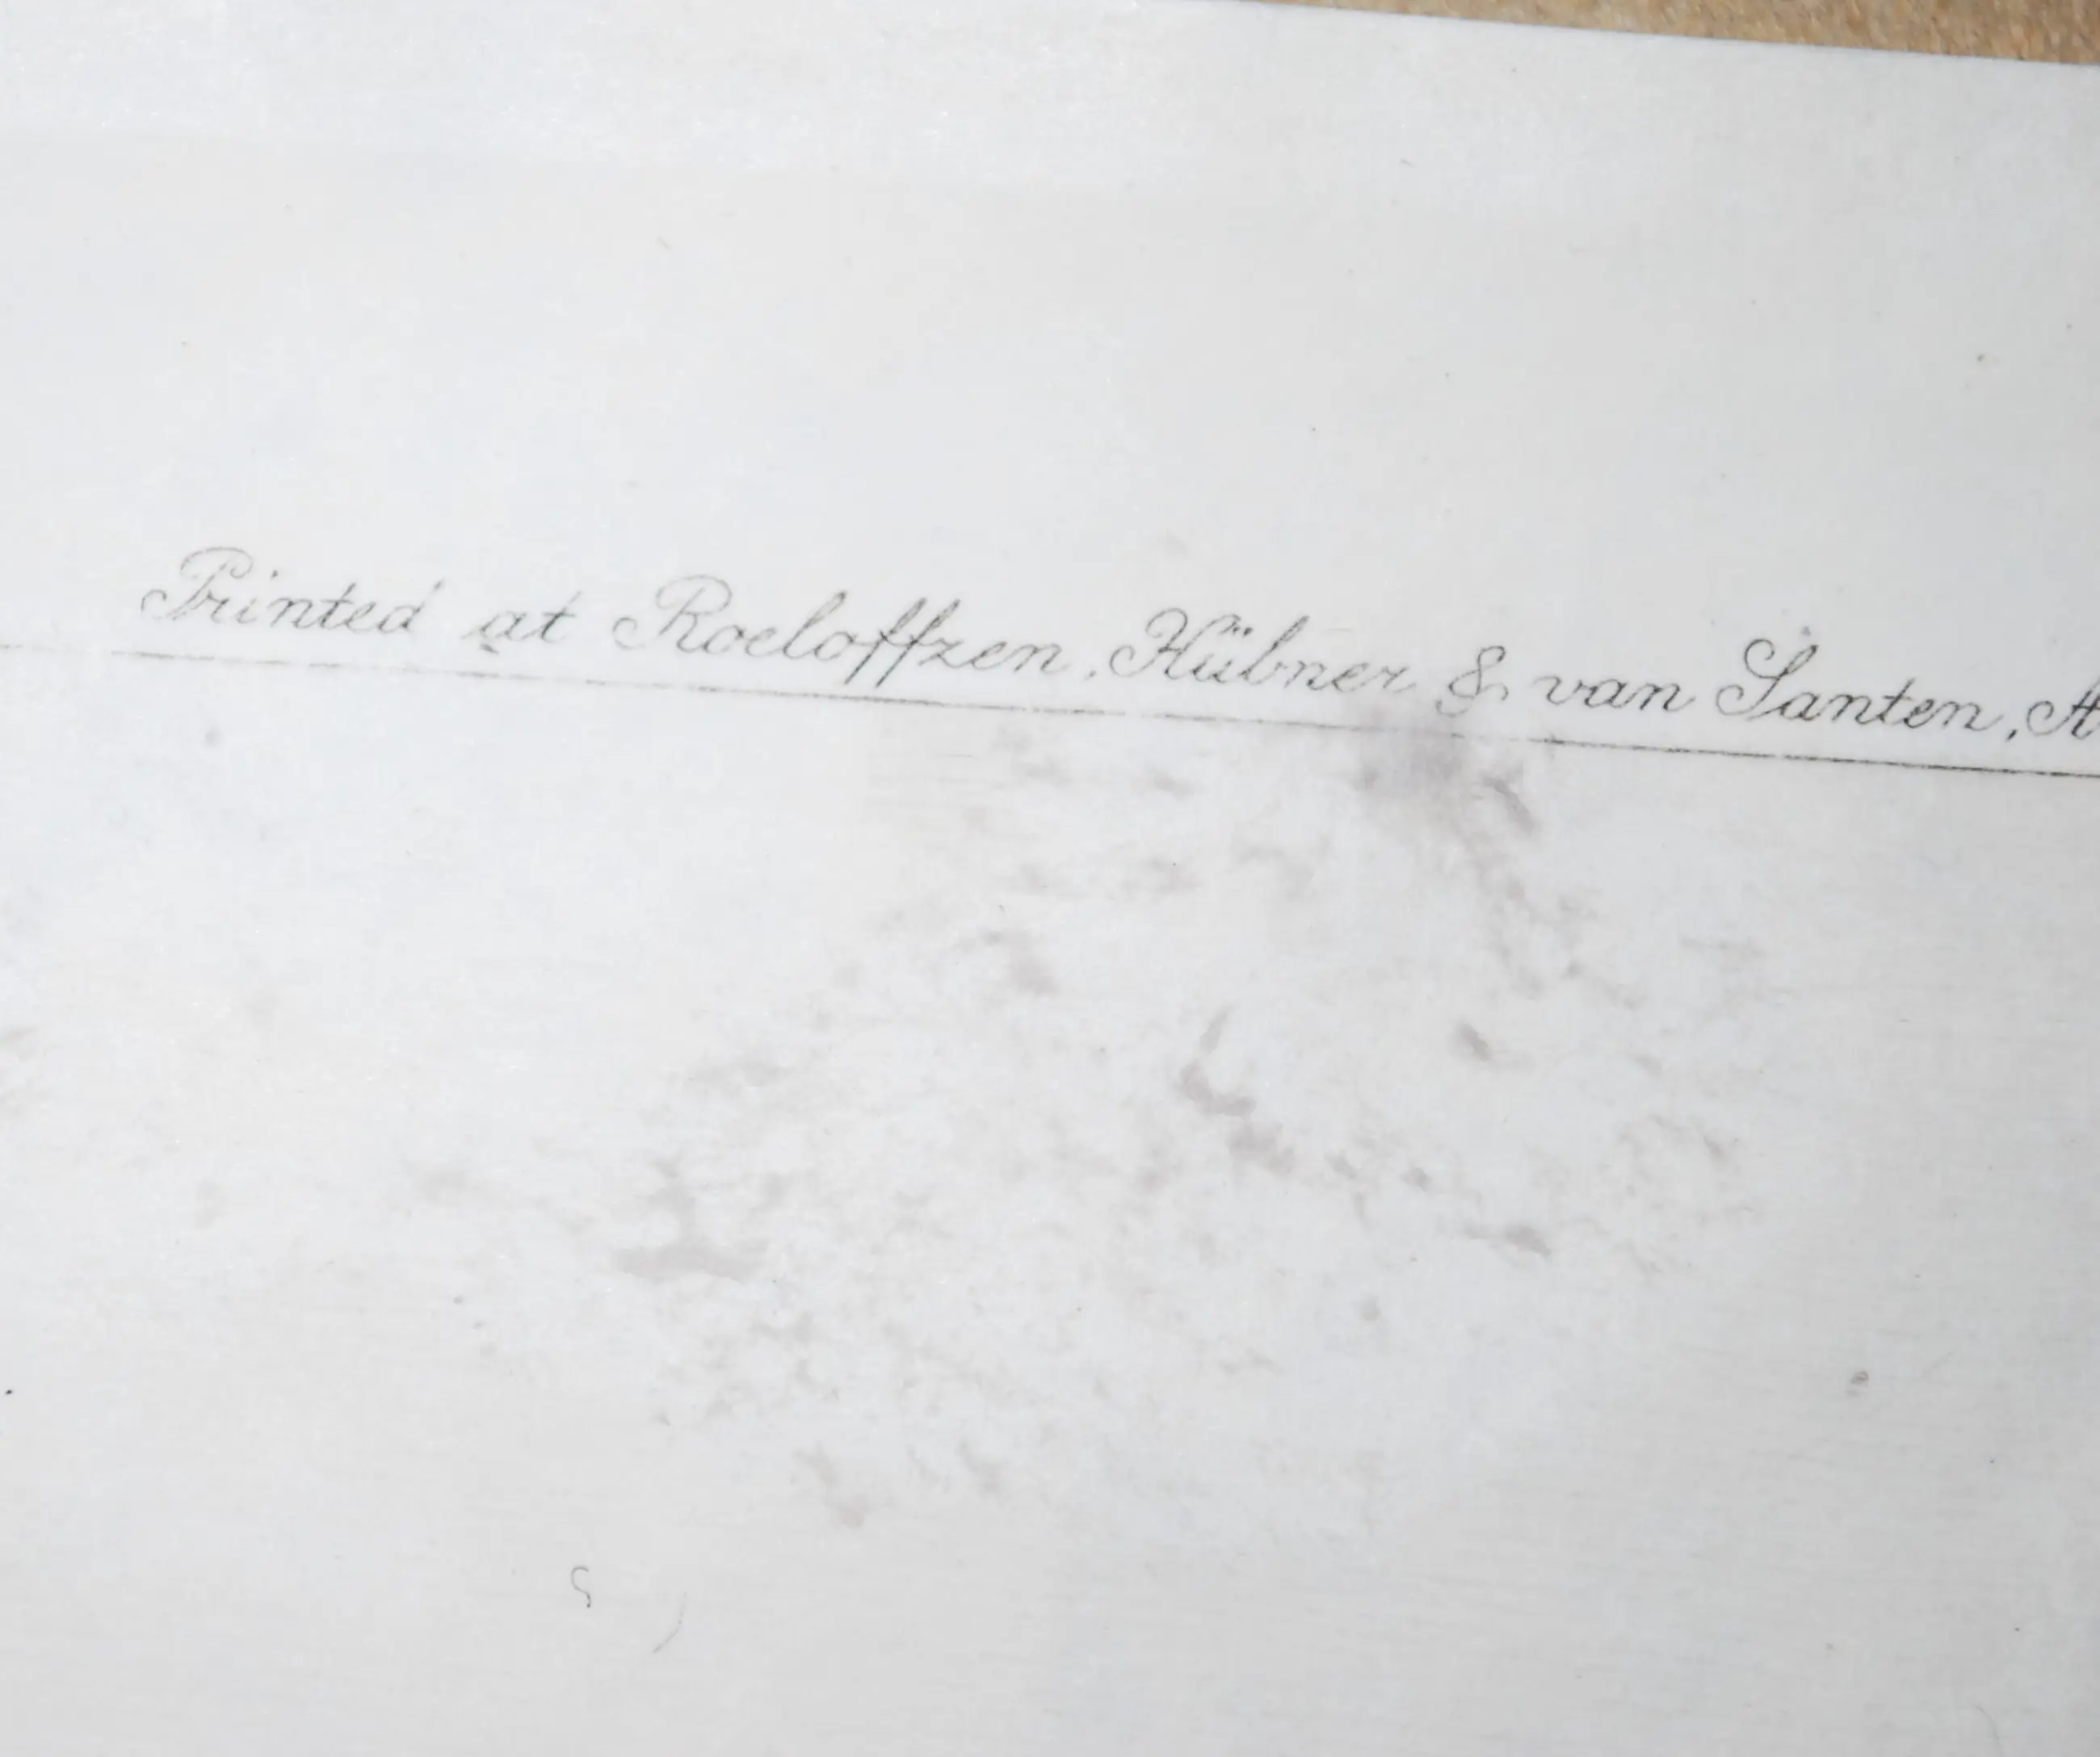 Printed at Roeloffzen, Hübner & van Santen, A